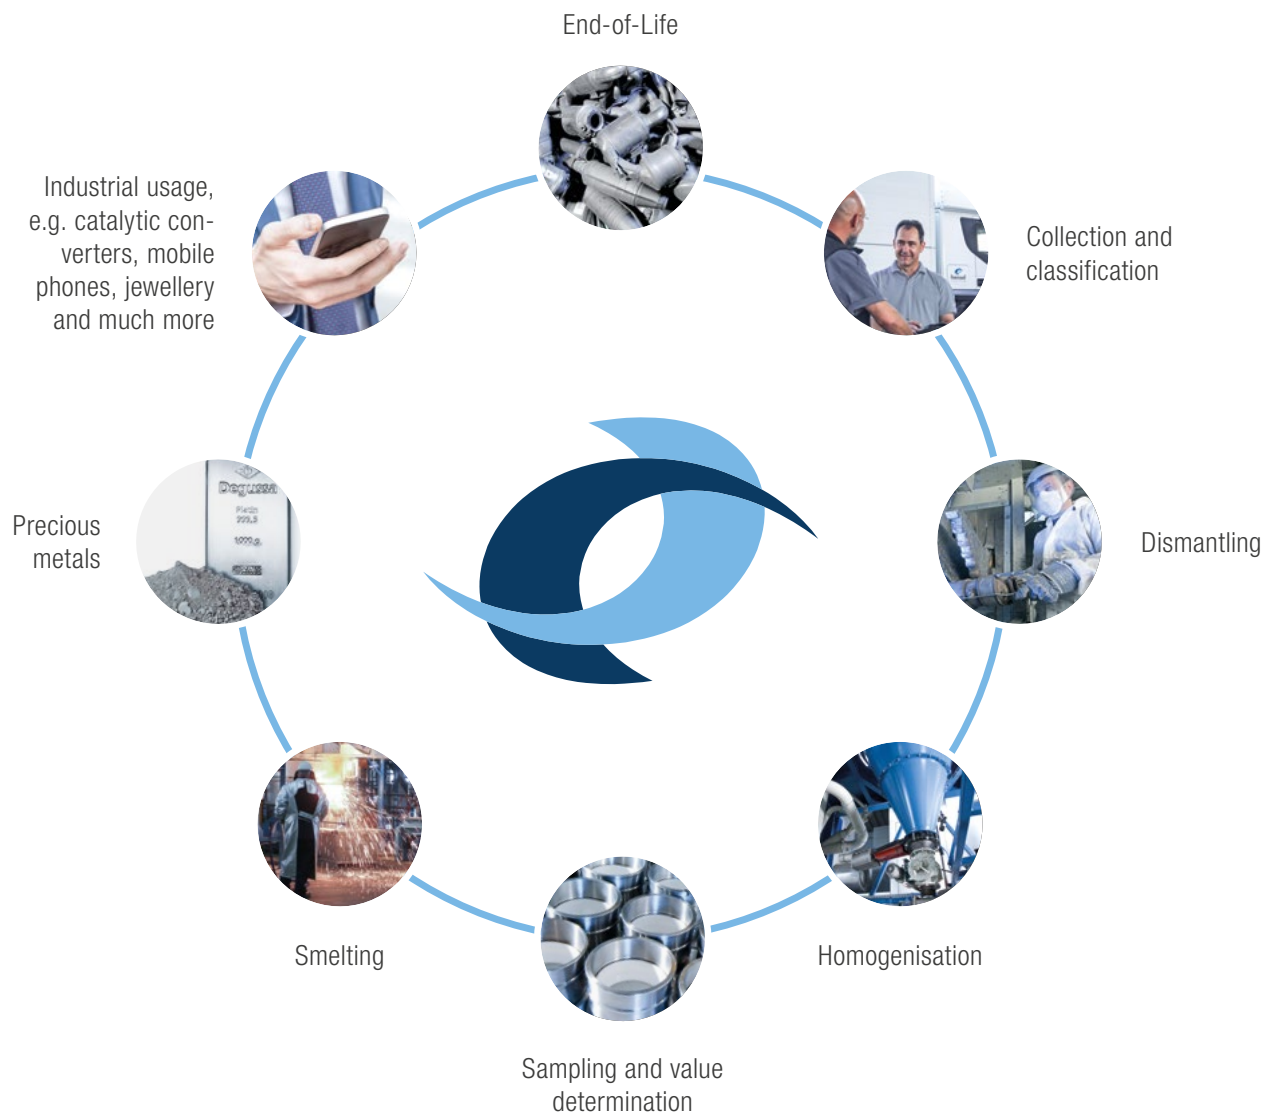 End-of-Life
Industrial usage,
e.g. catalytic con-
verters, mobile
phones, jewellery
and much more
Collection and
classification
Precious
metals
Degussa
1000 g
Dismantling
Smelting
Homogenisation
Sampling and value
determination